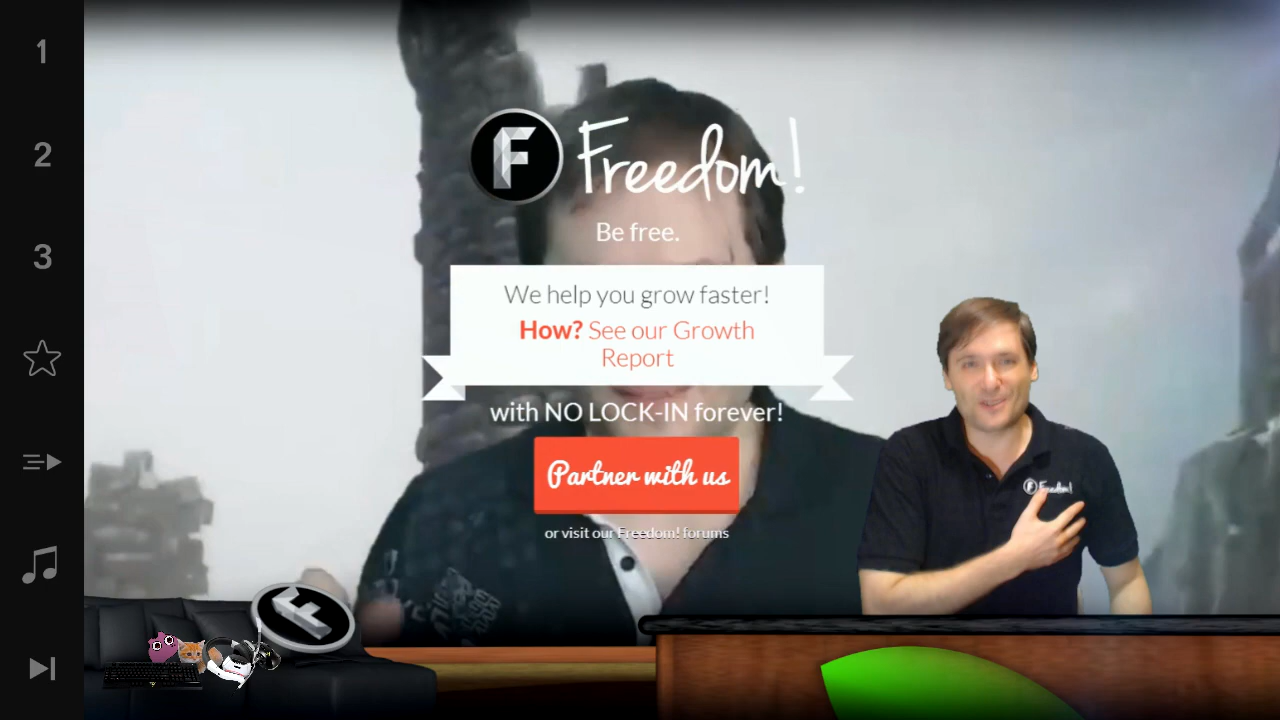 1
2
3
F Freedom!
Be free.
We help you grow faster!
How? See our Growth
Report
with NO LOCK-IN forever!
Partner with us
or visit our Freedom! forums
F Freedom!
F